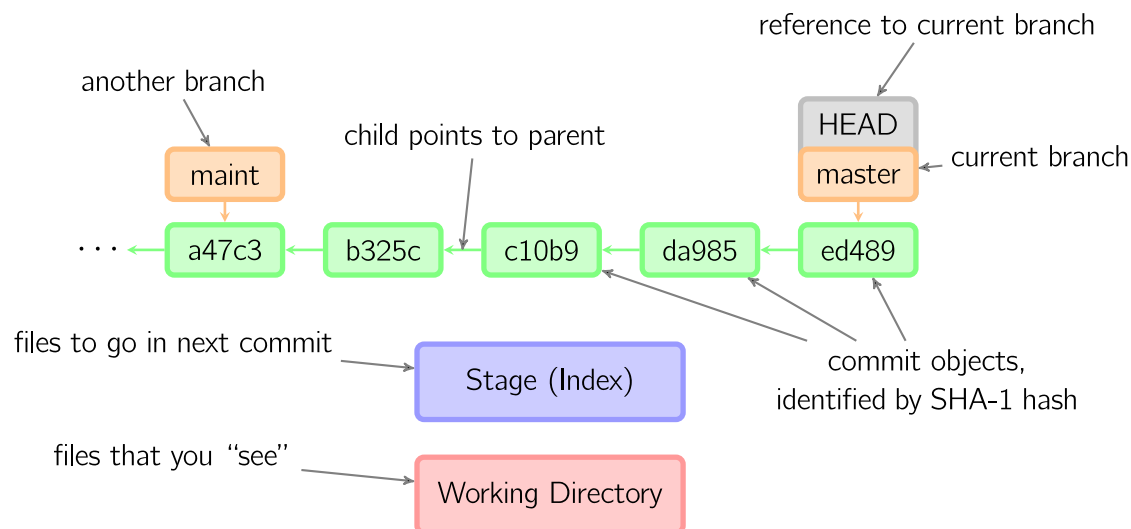 reference to current branch
another branch
HEAD
child points to parent
current branch
maint
master
· · ·
a47c3
b325c
c10b9
da985
ed489
files to go in next commit
Stage (Index)
commit objects,
identified by SHA-1 hash
files that you “see”
Working Directory